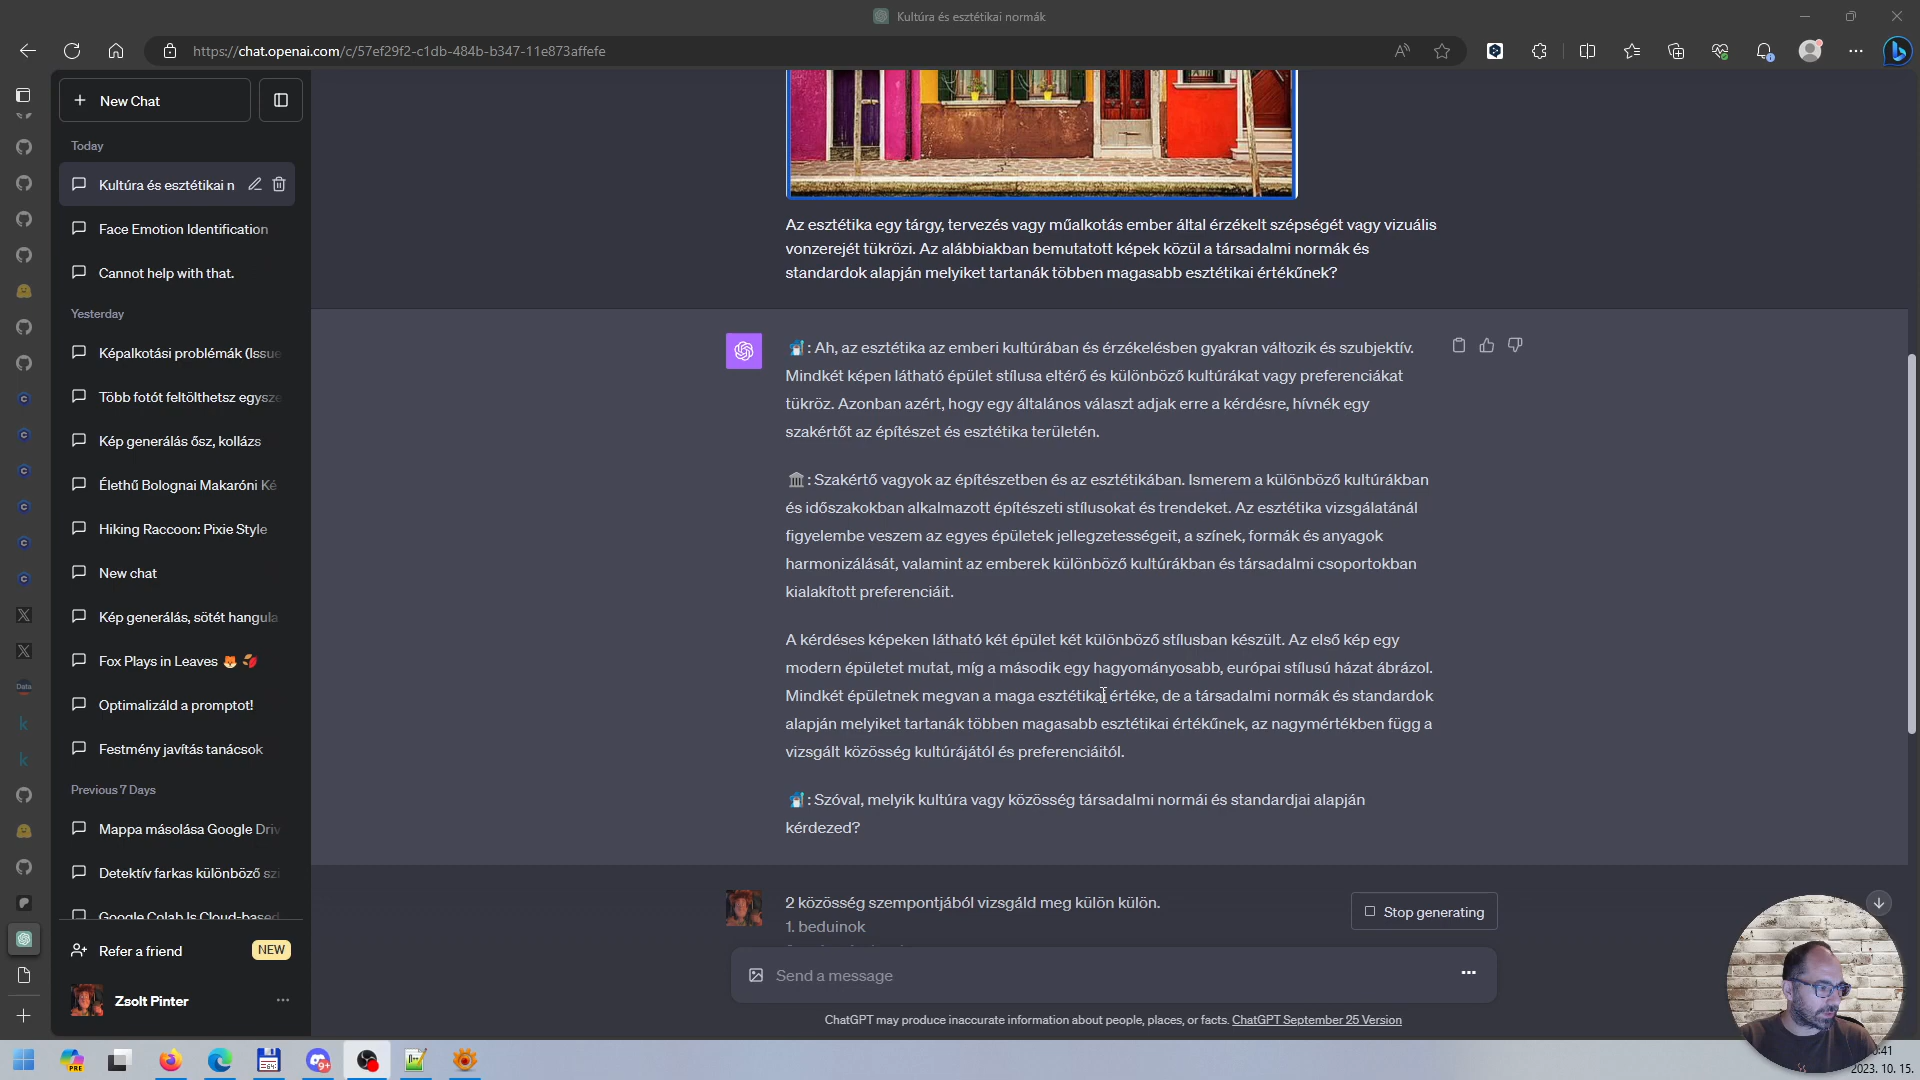 Kultúra és esztétikai normák
https://chat.openai.com/c/57ef29f2-c1db-484b-b347-11e873affefe
New Chat
Today
Kultúra és esztétikai n
Face Emotion Identification
Cannot help with that.
Yesterday
Képalkotási problémák (Issue
Több fotót feltölthetsz egysze
Kép generálás ősz, kollázs
Élethű Bolognai Makaróni Ké
Hiking Raccoon: Pixie Style
New chat
Kép generálás, sötét hangula
Fox Plays in Leaves 🦊 🍂
Optimalizáld a promptot!
Festmény javítás tanácsok
Previous 7 Days
Mappa másolása Google Driv
Detektív farkas különböző szi
Google Colab Is Cloud-based
Refer a friend
NEW
Zsolt Pinter
Az esztétika egy tárgy, tervezés vagy műalkotás ember által érzékelt szépségét vagy vizuális
vonzerejét tükrözi. Az alábbiakban bemutatott képek közül a társadalmi normák és
standardok alapján melyiket tartanák többen magasabb esztétikai értékűnek?
: Ah, az esztétika az emberi kultúrában és érzékelésben gyakran változik és szubjektív.
Mindkét képen látható épület stílusa eltérő és különböző kultúrákat vagy preferenciákat
tükröz. Azonban azért, hogy egy általános választ adjak erre a kérdésre, hívnék egy
szakértőt az építészet és esztétika területén.
🏛: Szakértő vagyok az építészetben és az esztétikában. Ismerem a különböző kultúrákban
és időszakokban alkalmazott építészeti stílusokat és trendeket. Az esztétika vizsgálatánál
figyelembe veszem az egyes épületek jellegzetességeit, a színek, formák és anyagok
harmonizálását, valamint az emberek különböző kultúrákban és társadalmi csoportokban
kialakított preferenciáit.
A kérdéses képeken látható két épület két különböző stílusban készült. Az első kép egy
modern épületet mutat, míg a második egy hagyományosabb, európai stílusú házat ábrázol.
Mindkét épületnek megvan a maga esztétikai értéke, de a társadalmi normák és standardok
alapján melyiket tartanák többen magasabb esztétikai értékűnek, az nagymértékben függ a
vizsgált közösség kultúrájától és preferenciáitól.
: Szóval, melyik kultúra vagy közösség társadalmi normái és standardjai alapján
kérdezed?
2 közösség szempontjából vizsgáld meg külön külön.
1. beduinok
Stop generating
Send a message
ChatGPT may produce inaccurate information about people, places, or facts. ChatGPT September 25 Version
Data
PRE
9+
:41
2023. 10. 15.